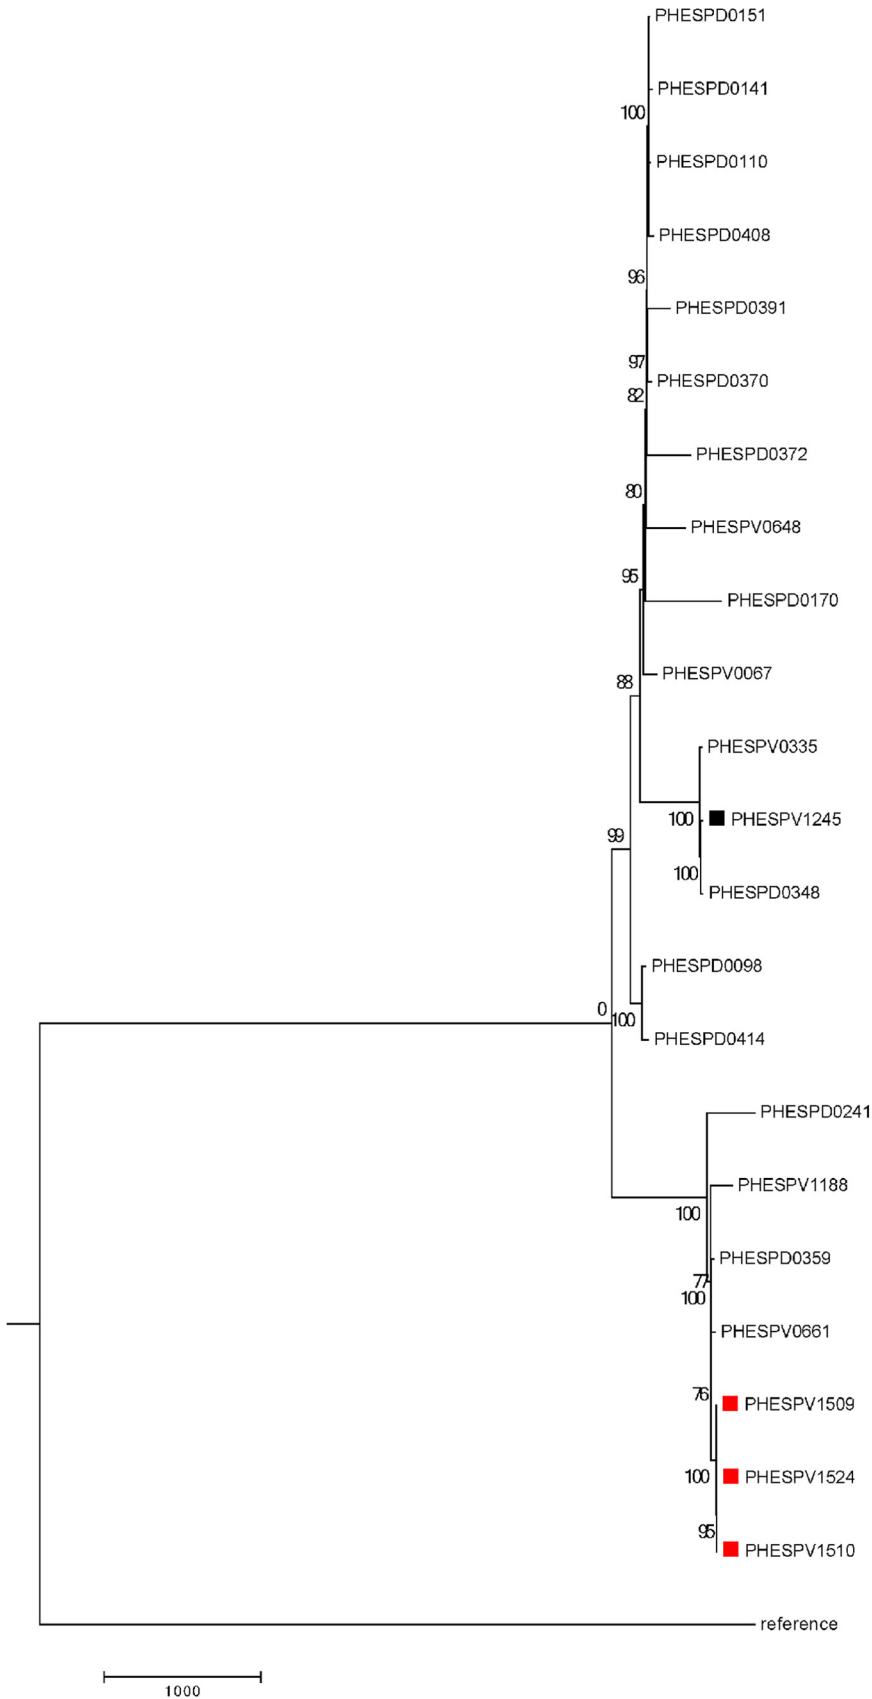 PHESPD0151
PHESPD0141
100
PHESPD0110
PHESPD0408
96
PHESPD0391
97
PHESPD0370
82
PHESPD0372
80
PHESPV0648
95
PHESPD0170
PHESPV0067
88
PHESPV0335
100
PHESPV1245
99
100
PHESPD0348
PHESPD0098
0
100
PHESPD0414
PHESPD0241
PHESPV1188
100
PHESPD0359
77
100
PHESPV0661
76
PHESPV1509
100
PHESPV1524
95
PHESPV1510
reference
1000